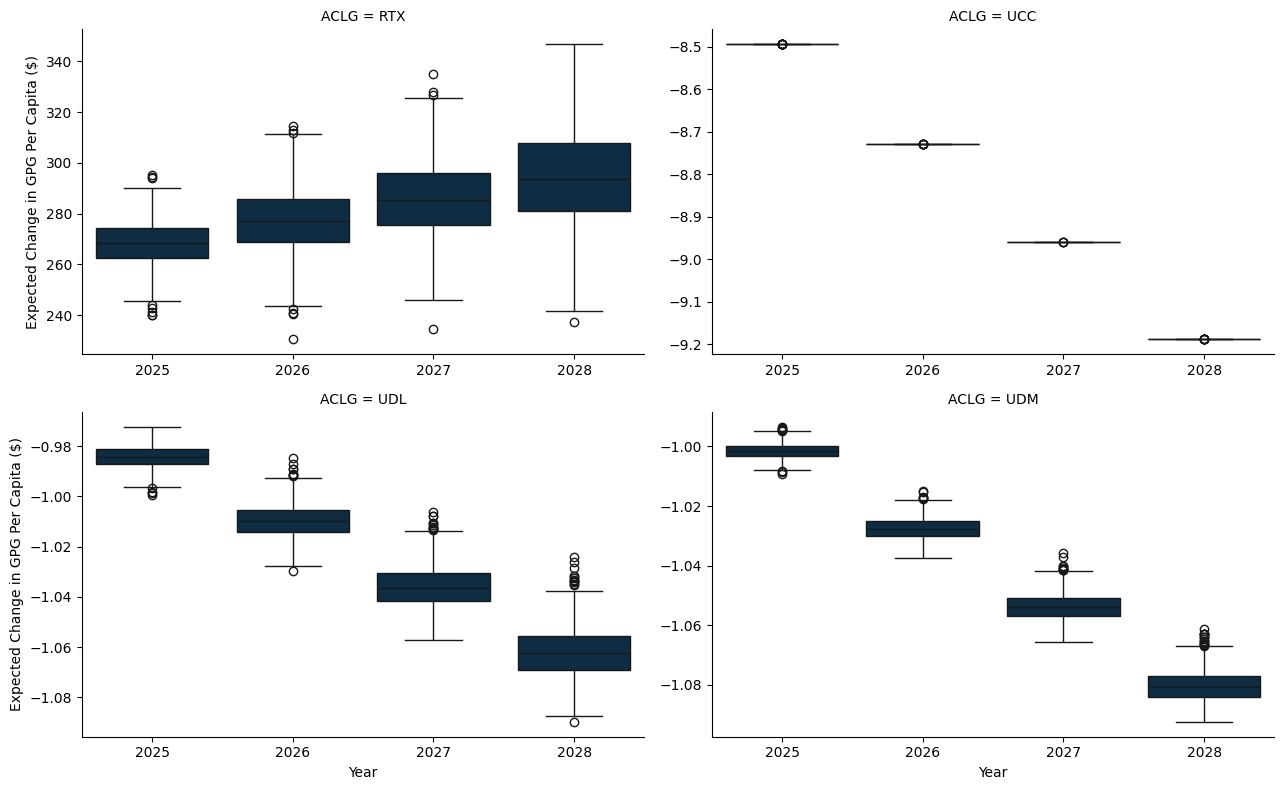 ACLG = RTX
Expected Change in GPG Per Capita ($)
340
320
300
280
260
240
2025 2026 2027 2028
ACLG = UCC
−8.5
−8.6
−8.7
−8.8
−8.9
−9.0
−9.1
−9.2
2025 2026 2027 2028
ACLG = UDL
Expected Change in GPG Per Capita ($)
−0.98
−1.00
−1.02
−1.04
−1.06
−1.08
2025 2026 2027 2028
Year
ACLG = UDM
−1.00
−1.02
−1.04
−1.06
−1.08
2025 2026 2027 2028
Year